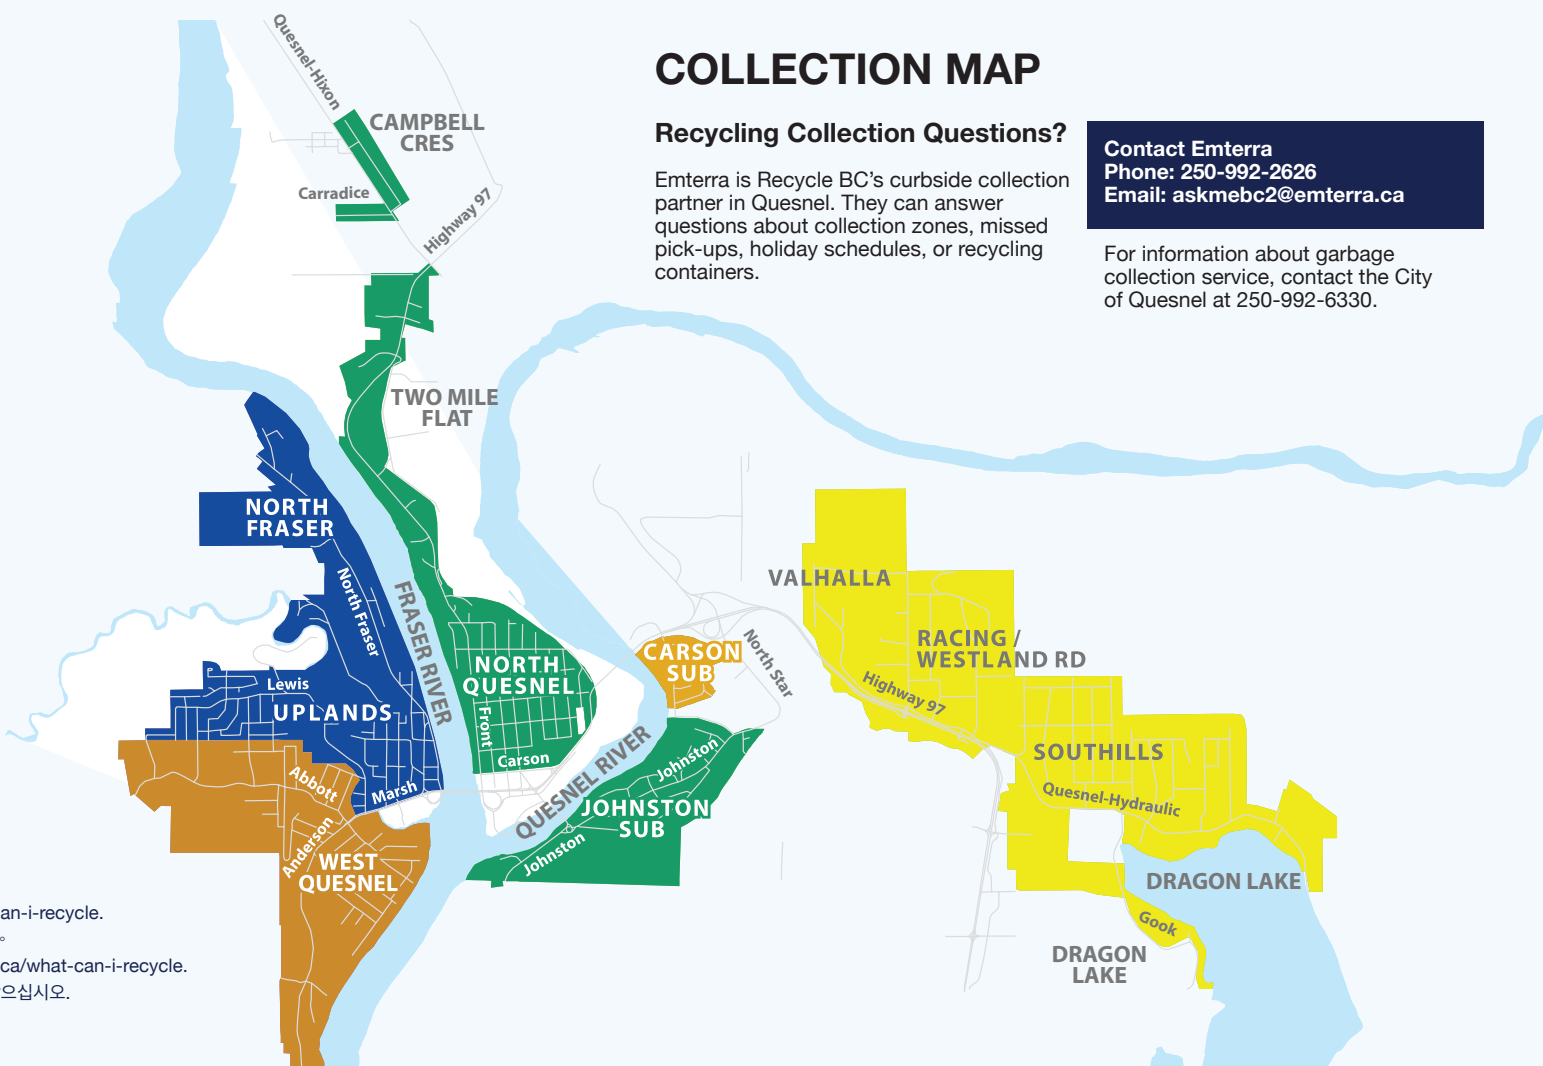 COLLECTION MAP
Recycling Collection Questions?
Emterra is Recycle BC’s curbside collection
partner in Quesnel. They can answer
questions about collection zones, missed
pick-ups, holiday schedules, or recycling
containers.
Contact Emterra
Phone: 250-992-2626
Email: askmebc2@emterra.ca
For information about garbage
collection service, contact the City
of Quesnel at 250-992-6330.
Quesnel-Hixon
CAMPBELL
CRES
Carradice
Highway 97
TWO MILE
FLAT
NORTH
FRASER
North Fraser
FRASER RIVER
Lewis
UPLANDS
NORTH
QUESNEL
Front
Carson
Abbott
Marsh
Anderson
WEST
QUESNEL
QUESNEL RIVER
CARSON
SUB
North Star
Johnston
JOHNSTON
SUB
Johnston
VALHALLA
RACING /
WESTLAND RD
Highway 97
SOUTHILLS
Quesnel-Hydraulic
DRAGON LAKE
Gook
DRAGON
LAKE
an-i-recycle.
。
ca/what-can-i-recycle.
으십시오.